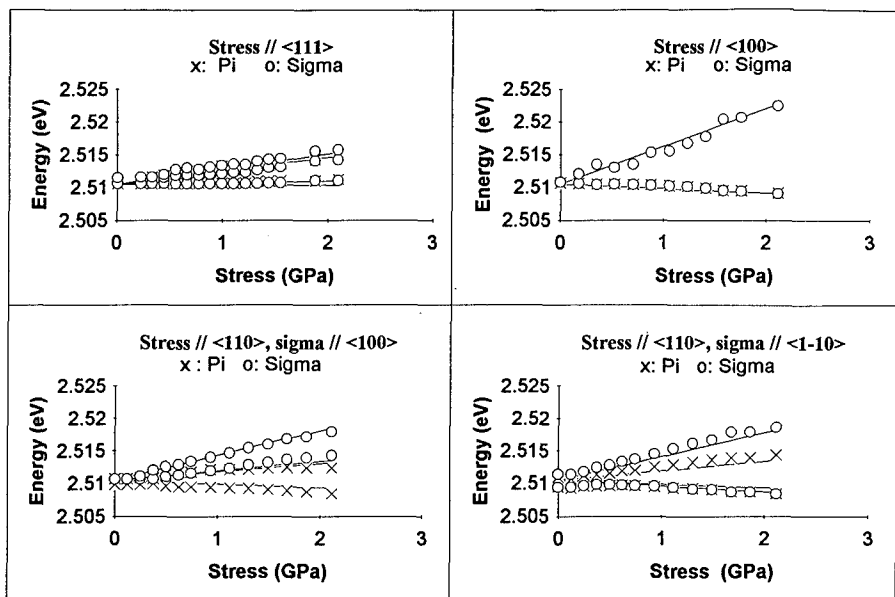 Stress // <111>
x: Pi o: Sigma
2.525
2.52
2.515
2.51
2.505
Energy (eV)
0 1 2 3
Stress (GPa)
Stress // <100>
x: Pi o: Sigma
2.525
2.52
2.515
2.51
2.505
Energy (eV)
0 1 2 3
Stress (GPa)
Stress // <110>, sigma // <100>
x : Pi o: Sigma
2.525
2.52
2.515
2.51
2.505
Energy (eV)
0 1 2 3
Stress (GPa)
Stress // <110>, sigma // <1-10>
x: Pi o: Sigma
2.525
2.52
2.515
2.51
2.505
Energy (eV)
0 1 2 3
Stress (GPa)